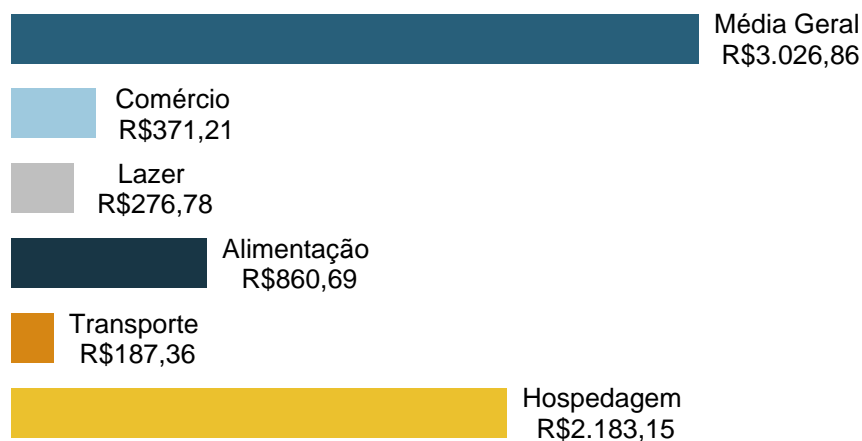 Média Geral
R$3.026,86
Comércio
R$371,21
Lazer
R$276,78
Alimentação
R$860,69
Transporte
R$187,36
Hospedagem
R$2.183,15